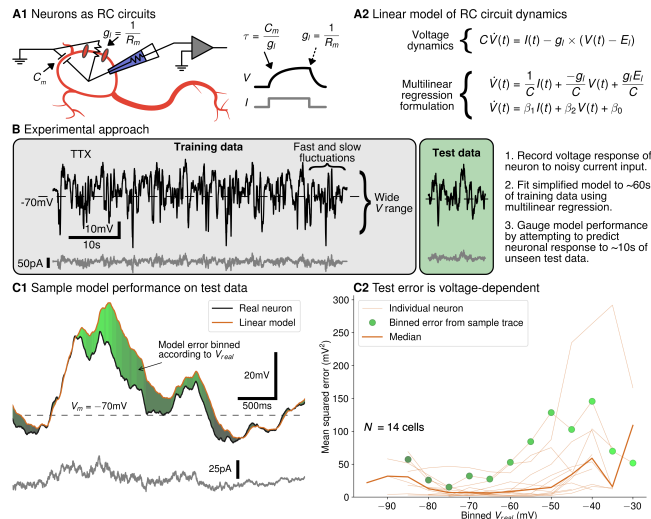 A1 Neurons as RC circuits
g_l = 1/R_m
C_m
τ = C_m/g_l
g_l = 1/R_m
V
I
A2 Linear model of RC circuit dynamics
Voltage
dynamics
CV̇(t) = I(t) − g_l × (V(t) − E_l)
Multilinear
regression
formulation
V̇(t) = 1/C I(t) + −g_l/C V(t) + g_lE_l/C
V̇(t) = β₁I(t) + β₂V(t) + β₀
B Experimental approach
TTX
Training data
Fast and slow
fluctuations
-70mV
10mV
10s
50pA
Wide
V range
Test data
1. Record voltage response of
neuron to noisy current input.
2. Fit simplified model to ~60s
of training data using
multilinear regression.
3. Gauge model performance
by attempting to predict
neuronal response to ~10s of
unseen test data.
C1 Sample model performance on test data
Real neuron
Linear model
Model error binned
according to V_real
20mV
500ms
V_m = −70mV
25pA
C2 Test error is voltage-dependent
Individual neuron
Binned error from sample trace
Median
N = 14 cells
Mean squared error (mV²)
300
250
200
150
100
50
0
−90 −80 −70 −60 −50 −40 −30
Binned V_real (mV)